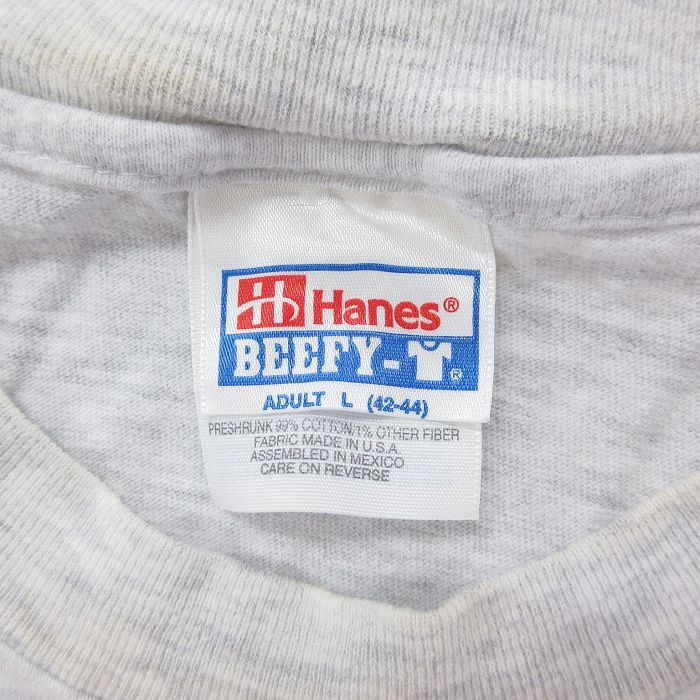 Hanes®
BEEFY-T®
ADULT L (42-44)
PRESHRUNK 99% COTTON/1% OTHER FIBER
FABRIC MADE IN U.S.A.
ASSEMBLED IN MEXICO
CARE ON REVERSE